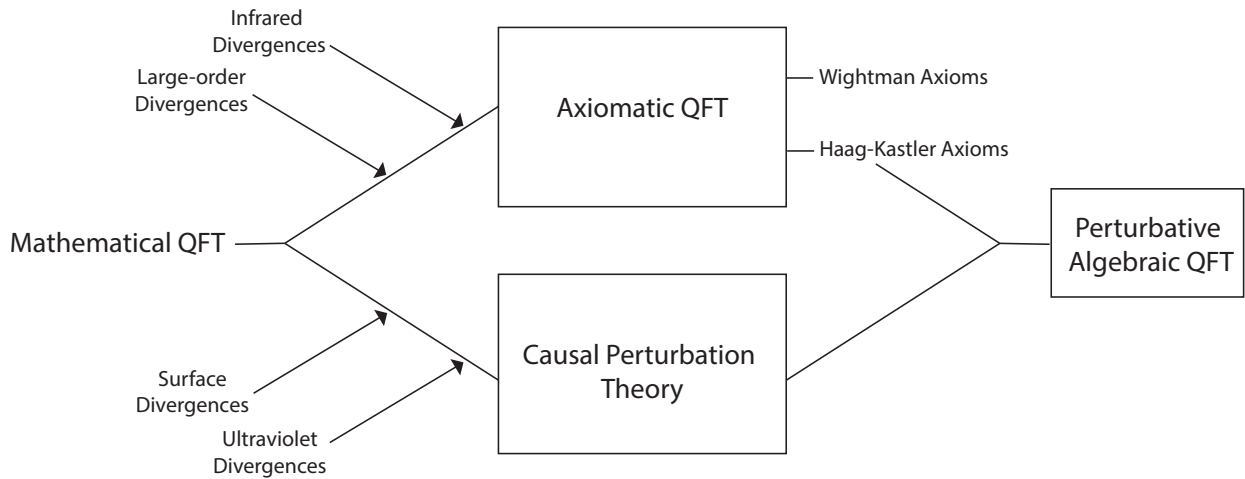 Infrared
Divergences
Large-order
Divergences
Axiomatic QFT
Wightman Axioms
Haag-Kastler Axioms
Mathematical QFT
Perturbative
Algebraic QFT
Causal Perturbation
Theory
Surface
Divergences
Ultraviolet
Divergences